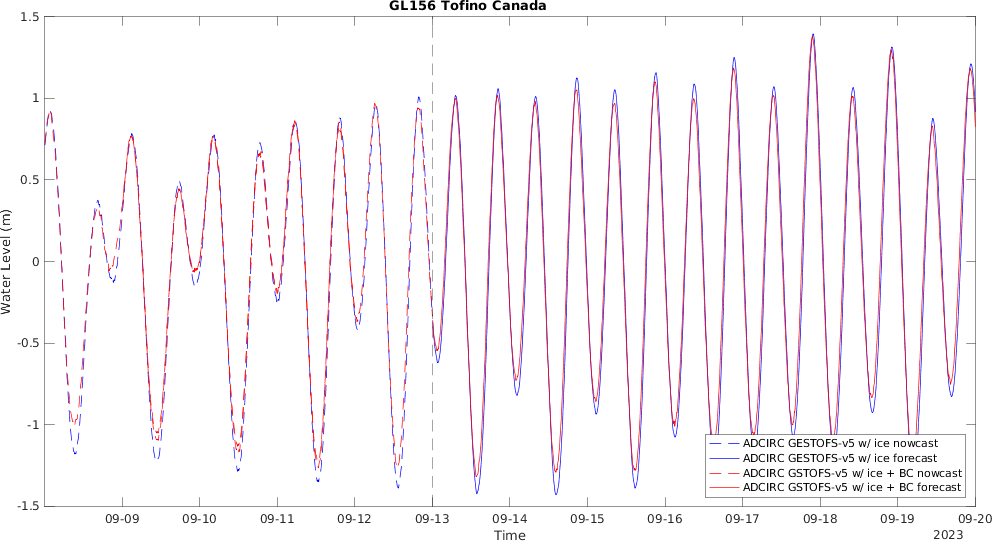 GL156 Tofino Canada
1.5
1
0.5
0
-0.5
-1
-1.5
Water Level (m)
09-09 09-10 09-11 09-12 09-13 09-14 09-15 09-16 09-17 09-18 09-19 09-20
Time
2023
ADCIRC GESTOFS-v5 w/ ice nowcast
ADCIRC GESTOFS-v5 w/ ice forecast
ADCIRC GSTOFS-v5 w/ ice + BC nowcast
ADCIRC GSTOFS-v5 w/ ice + BC forecast